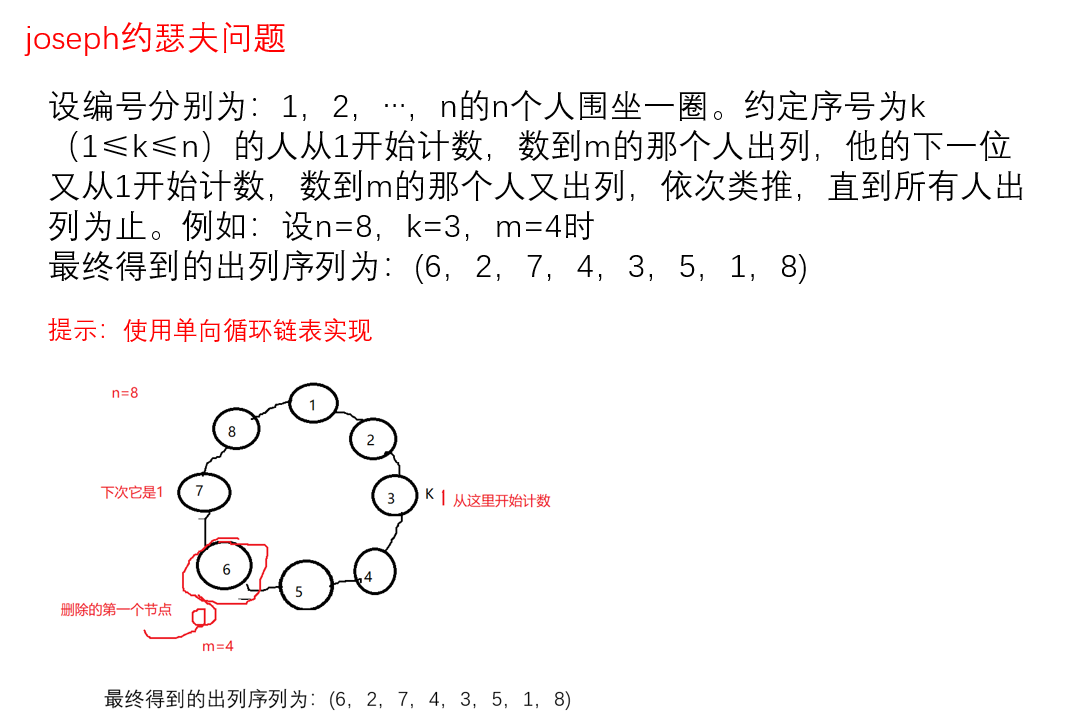 joseph约瑟夫问题
设编号分别为：1，2，…，n的n个人围坐一圈。约定序号为k
（1≤k≤n）的人从1开始计数，数到m的那个人出列，他的下一位
又从1开始计数，数到m的那个人又出列，依次类推，直到所有人出
列为止。例如：设n=8，k=3，m=4时
最终得到的出列序列为：(6，2，7，4，3，5，1，8)
提示：使用单向循环链表实现
n=8
1
8
2
下次它是1
7
3
K
1
从这里开始计数
6
4
5
删除的第一个节点
m=4
最终得到的出列序列为：(6，2，7，4，3，5，1，8)